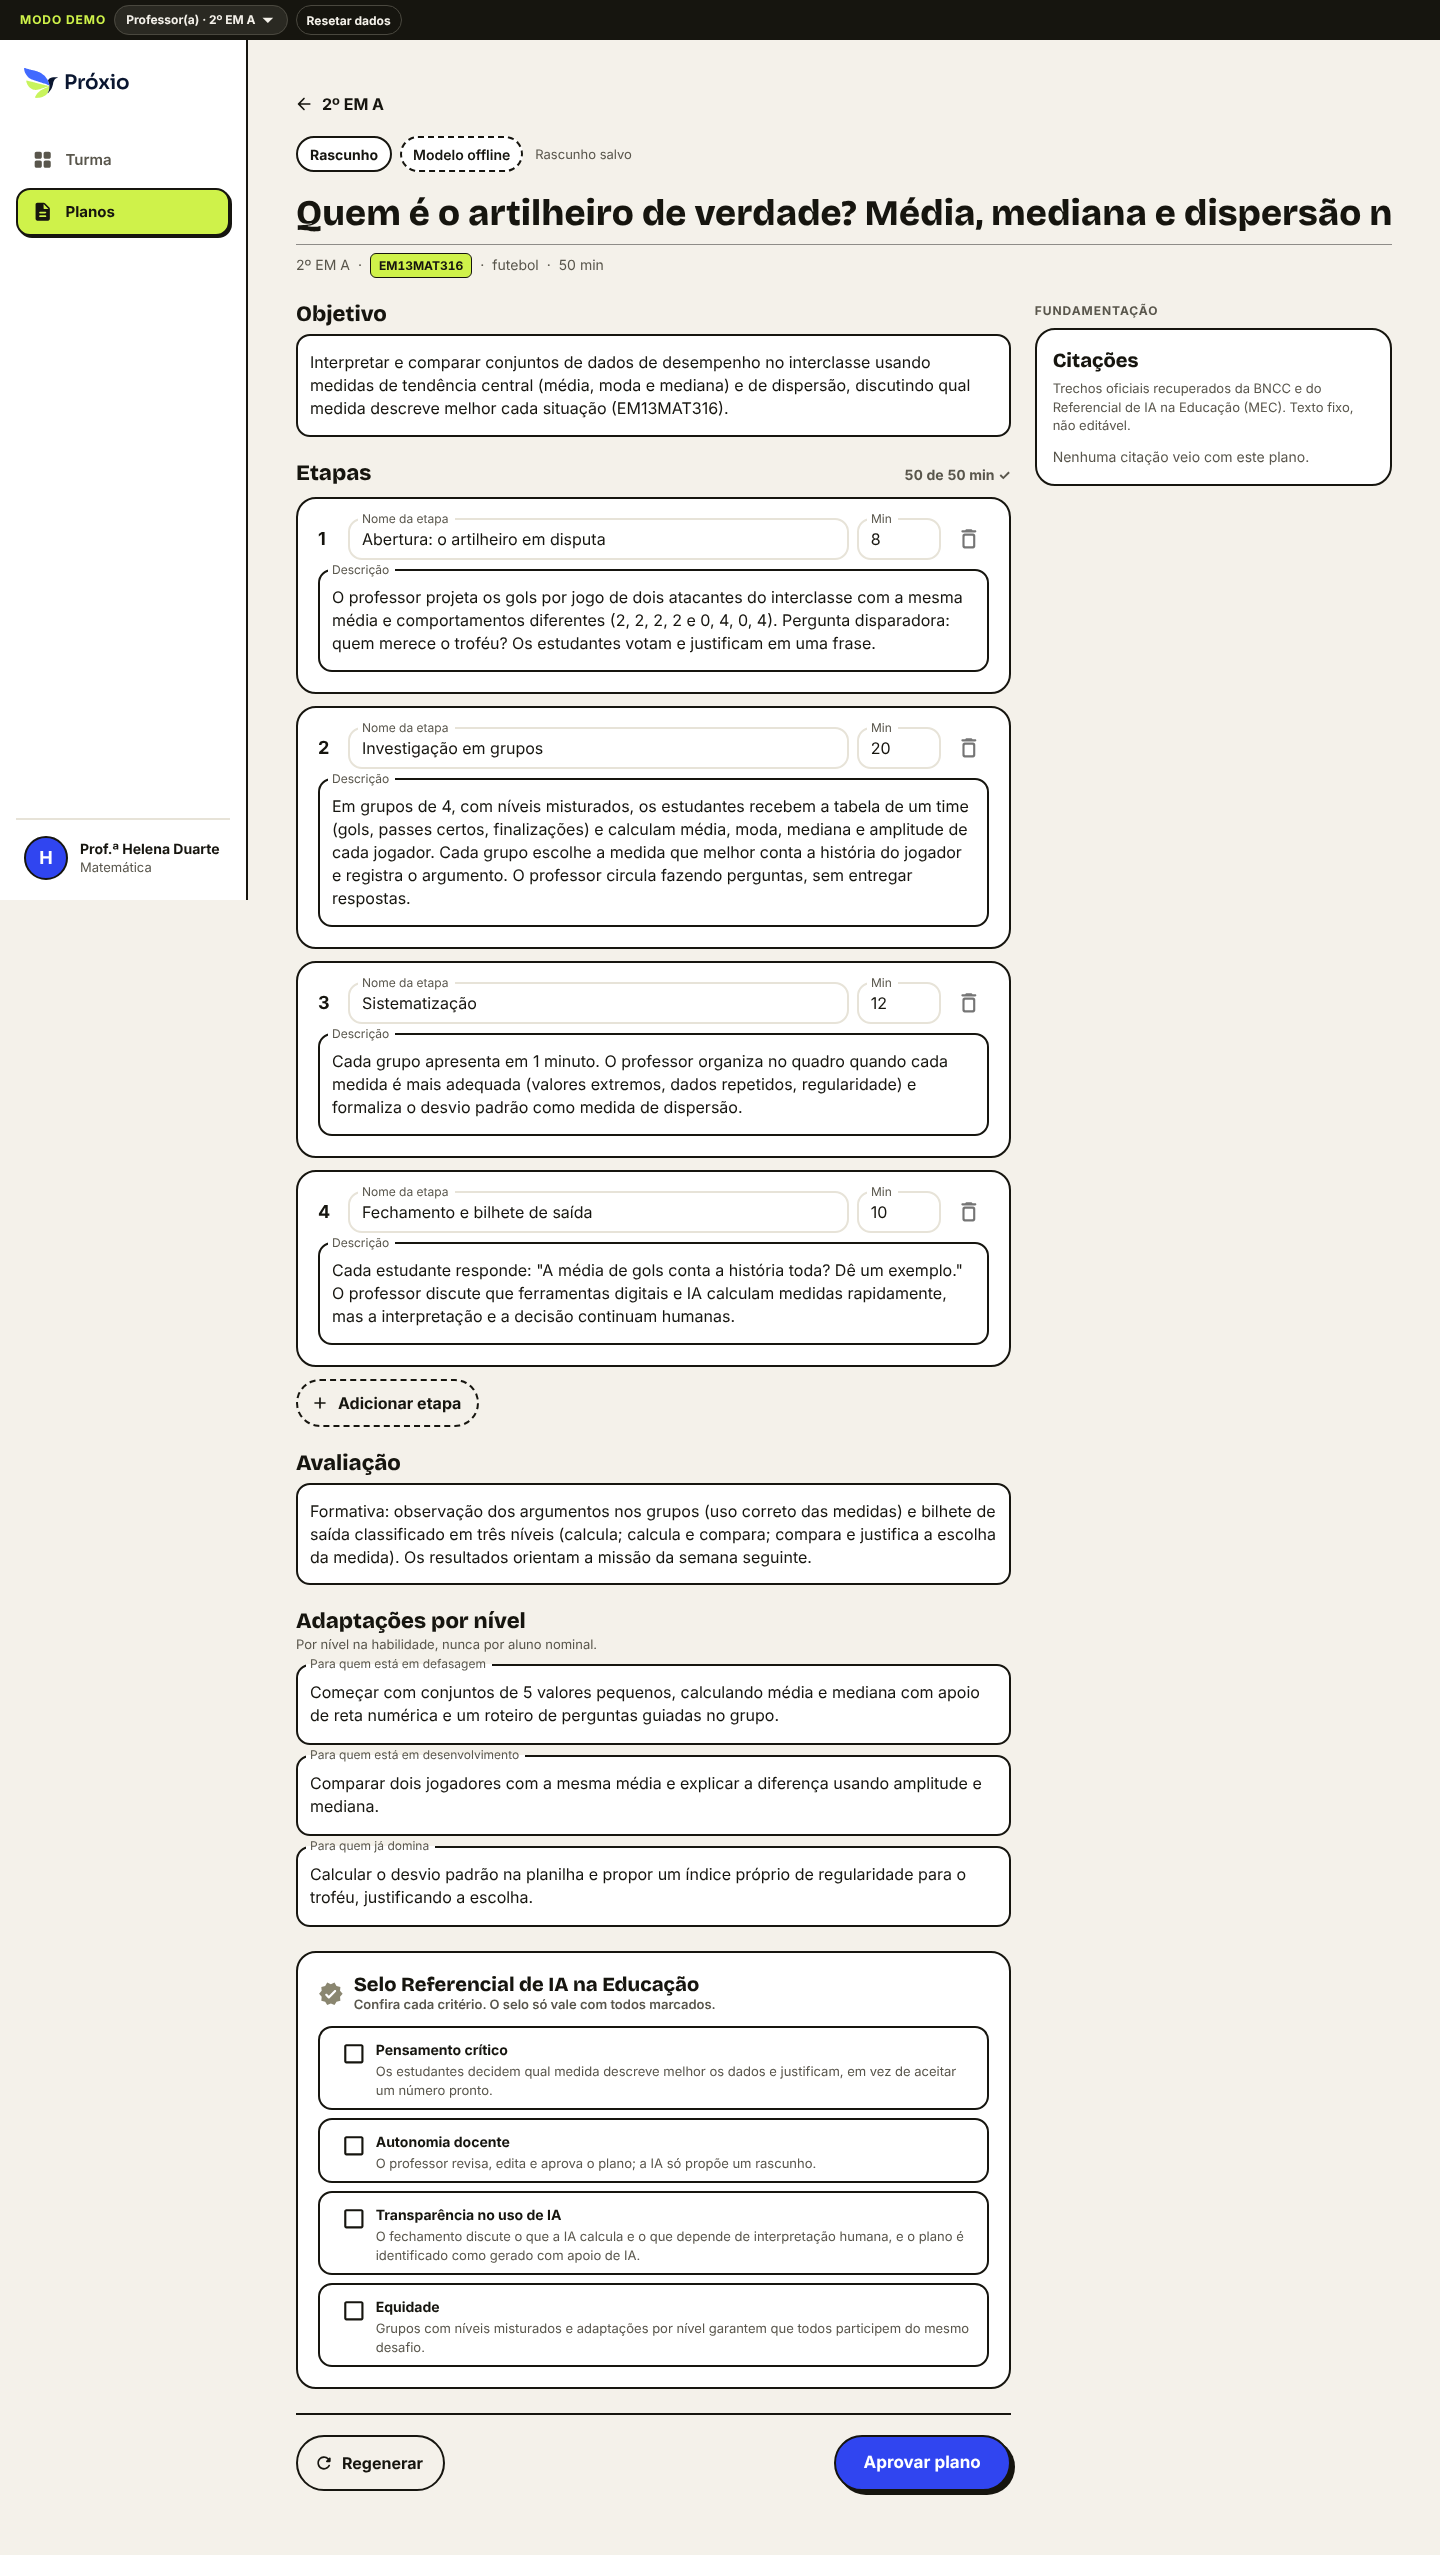 MODO DEMO
Professor(a) · 2º EM A
Resetar dados
Próxio
Turma
Planos
Prof.ª Helena Duarte
Matemática
2º EM A
Rascunho
Modelo offline
Rascunho salvo
Quem é o artilheiro de verdade? Média, mediana e dispersão n
2º EM A · EM13MAT316 · futebol · 50 min
Objetivo
Interpretar e comparar conjuntos de dados de desempenho no interclasse usando
medidas de tendência central (média, moda e mediana) e de dispersão, discutindo qual
medida descreve melhor cada situação (EM13MAT316).
FUNDAMENTAÇÃO
Citações
Trechos oficiais recuperados da BNCC e do
Referencial de IA na Educação (MEC). Texto fixo,
não editável.
Nenhuma citação veio com este plano.
Etapas
50 de 50 min ✓
1
Nome da etapa
Abertura: o artilheiro em disputa
Min
8
Descrição
O professor projeta os gols por jogo de dois atacantes do interclasse com a mesma
média e comportamentos diferentes (2, 2, 2, 2 e 0, 4, 0, 4). Pergunta disparadora:
quem merece o troféu? Os estudantes votam e justificam em uma frase.
2
Nome da etapa
Investigação em grupos
Min
20
Descrição
Em grupos de 4, com níveis misturados, os estudantes recebem a tabela de um time
(gols, passes certos, finalizações) e calculam média, moda, mediana e amplitude de
cada jogador. Cada grupo escolhe a medida que melhor conta a história do jogador
e registra o argumento. O professor circula fazendo perguntas, sem entregar
respostas.
3
Nome da etapa
Sistematização
Min
12
Descrição
Cada grupo apresenta em 1 minuto. O professor organiza no quadro quando cada
medida é mais adequada (valores extremos, dados repetidos, regularidade) e
formaliza o desvio padrão como medida de dispersão.
4
Nome da etapa
Fechamento e bilhete de saída
Min
10
Descrição
Cada estudante responde: "A média de gols conta a história toda? Dê um exemplo."
O professor discute que ferramentas digitais e IA calculam medidas rapidamente,
mas a interpretação e a decisão continuam humanas.
Adicionar etapa
Avaliação
Formativa: observação dos argumentos nos grupos (uso correto das medidas) e bilhete de
saída classificado em três níveis (calcula; calcula e compara; compara e justifica a escolha
da medida). Os resultados orientam a missão da semana seguinte.
Adaptações por nível
Por nível na habilidade, nunca por aluno nominal.
Para quem está em defasagem
Começar com conjuntos de 5 valores pequenos, calculando média e mediana com apoio
de reta numérica e um roteiro de perguntas guiadas no grupo.
Para quem está em desenvolvimento
Comparar dois jogadores com a mesma média e explicar a diferença usando amplitude e
mediana.
Para quem já domina
Calcular o desvio padrão na planilha e propor um índice próprio de regularidade para o
troféu, justificando a escolha.
Selo Referencial de IA na Educação
Confira cada critério. O selo só vale com todos marcados.
Pensamento crítico
Os estudantes decidem qual medida descreve melhor os dados e justificam, em vez de aceitar
um número pronto.
Autonomia docente
O professor revisa, edita e aprova o plano; a IA só propõe um rascunho.
Transparência no uso de IA
O fechamento discute o que a IA calcula e o que depende de interpretação humana, e o plano é
identificado como gerado com apoio de IA.
Equidade
Grupos com níveis misturados e adaptações por nível garantem que todos participem do mesmo
desafio.
Regenerar
Aprovar plano
H